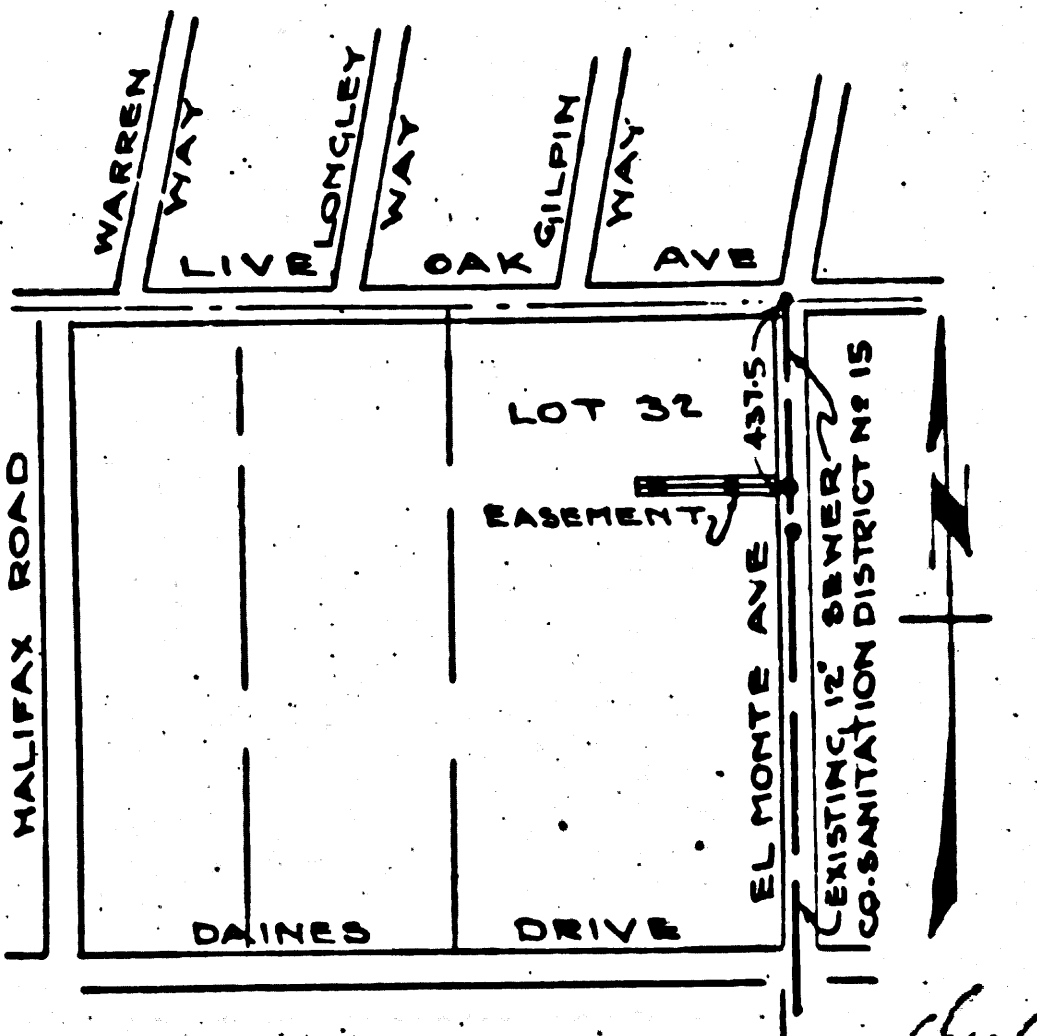 WARREN
WAY
LONGLEY
WAY
GILPIN
WAY
LIVE OAK AVE
LOT 32
437.5
EASEMENT
HALIFAX ROAD
EL MONTE AVE
EXISTING 12" SEWER
CO. SANITATION DISTRICT Nº 15
N
DAINES DRIVE